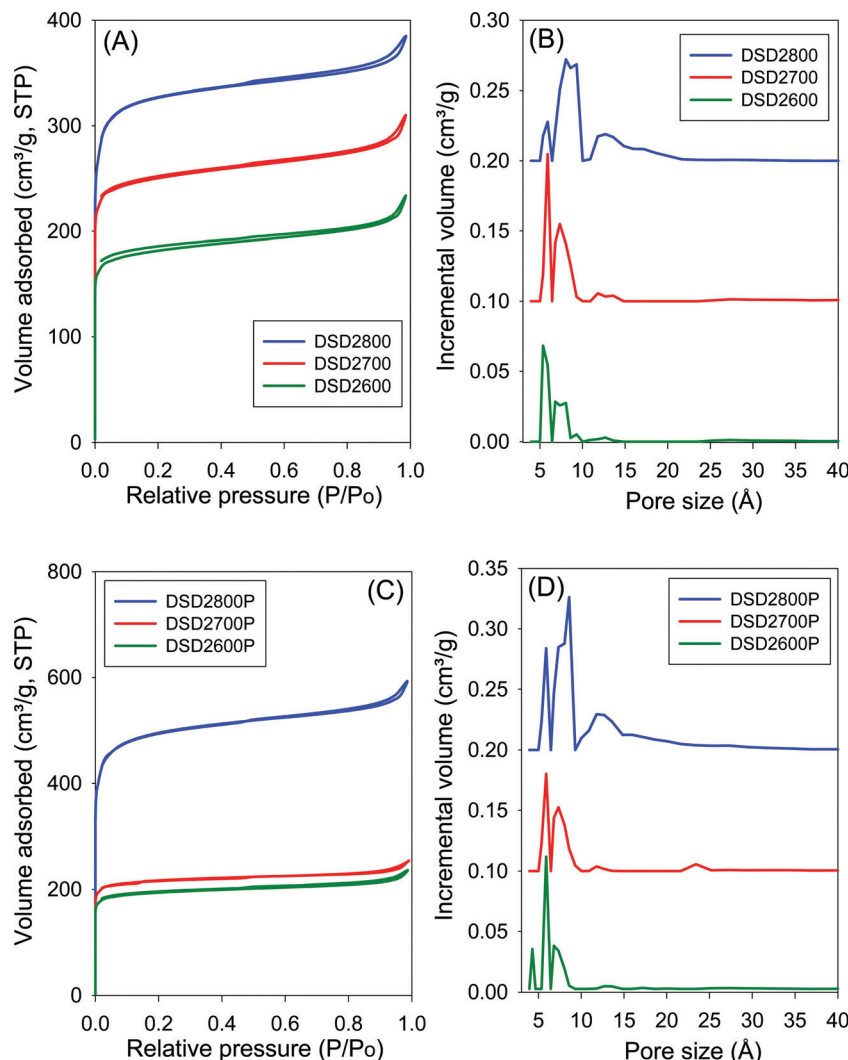 (A)
Volume adsorbed (cm³/g, STP)
400
300
200
100
0
DSD2800
DSD2700
DSD2600
0.0 0.2 0.4 0.6 0.8 1.0
Relative pressure (P/Po)
(B)
Incremental volume (cm³/g)
0.30
0.25
0.20
0.15
0.10
0.05
0.00
DSD2800
DSD2700
DSD2600
5 10 15 20 25 30 35 40
Pore size (Å)
(C)
Volume adsorbed (cm³/g, STP)
800
600
400
200
0
DSD2800P
DSD2700P
DSD2600P
0.0 0.2 0.4 0.6 0.8 1.0
Relative pressure (P/Po)
(D)
Incremental volume (cm³/g)
0.35
0.30
0.25
0.20
0.15
0.10
0.05
0.00
DSD2800P
DSD2700P
DSD2600P
5 10 15 20 25 30 35 40
Pore size (Å)